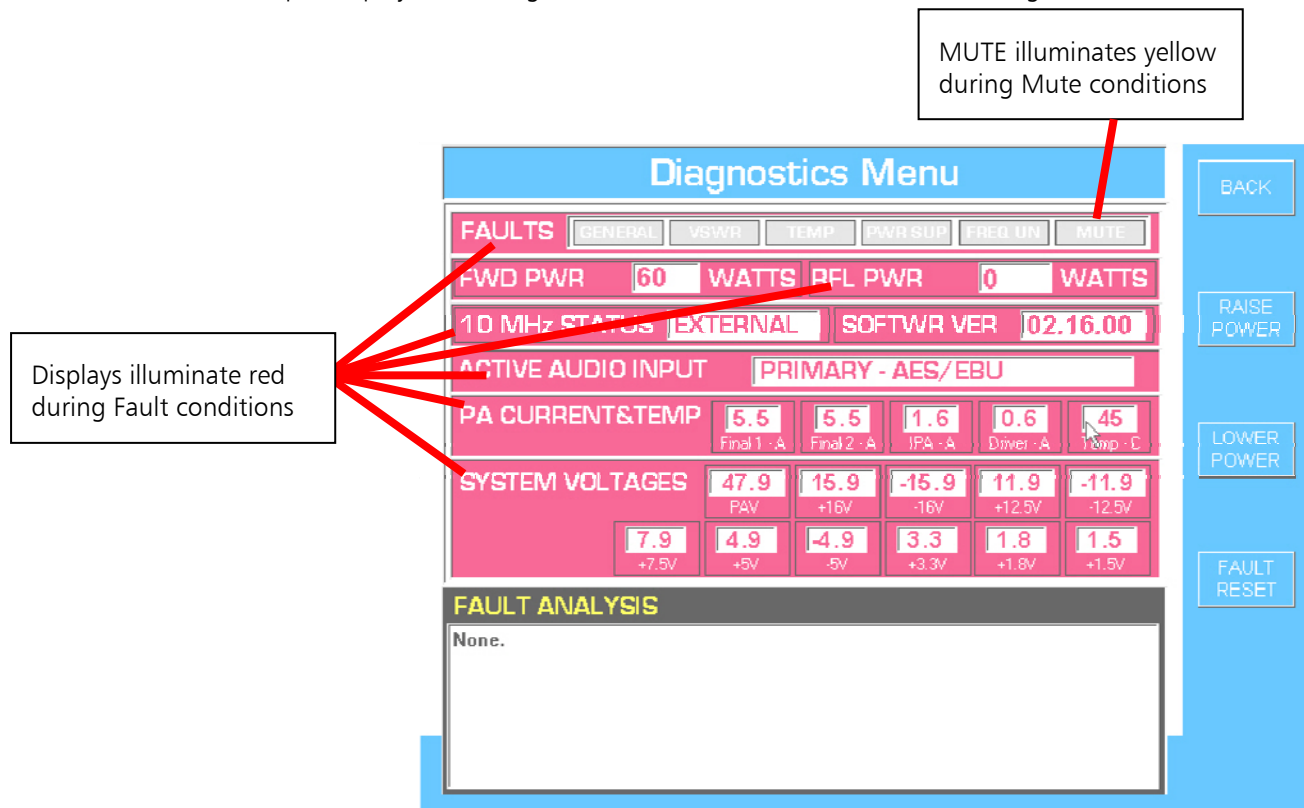 MUTE illuminates yellow
during Mute conditions
Diagnostics Menu
BACK
FAULTS GENERAL VSWR TEMP PWR SUP FREQ UN MUTE
FWD PWR 60 WATTS RFL PWR 0 WATTS
RAISE
POWER
10 MHz STATUS EXTERNAL SOFTWR VER 02.16.00
Displays illuminate red
during Fault conditions
ACTIVE AUDIO INPUT PRIMARY - AES/EBU
PA CURRENT&TEMP 5.5 5.5 1.6 0.6 45
Final 1 - A Final 2 - A IPA - A Driver - A Temp - C
LOWER
POWER
SYSTEM VOLTAGES 47.9 15.9 -15.9 11.9 -11.9
PAV +16V -16V +12.5V -12.5V
7.9 4.9 -4.9 3.3 1.8 1.5
+7.5V +5V -5V +3.3V +1.8V +1.5V
FAULT
RESET
FAULT ANALYSIS
None.